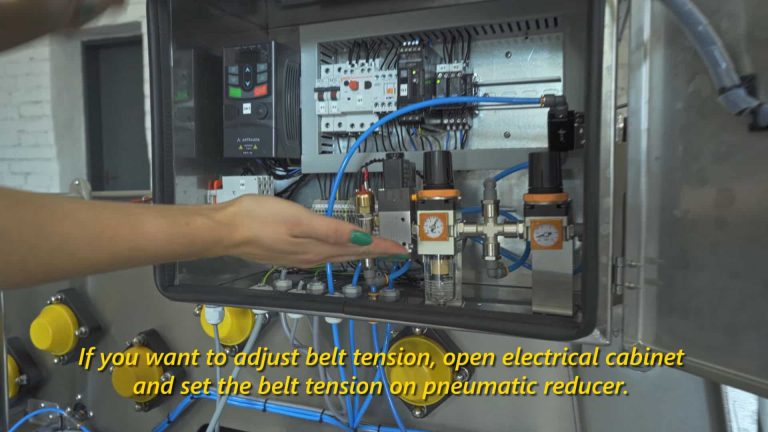 If you want to adjust belt tension, open electrical cabinet
and set the belt tension on pneumatic reducer.